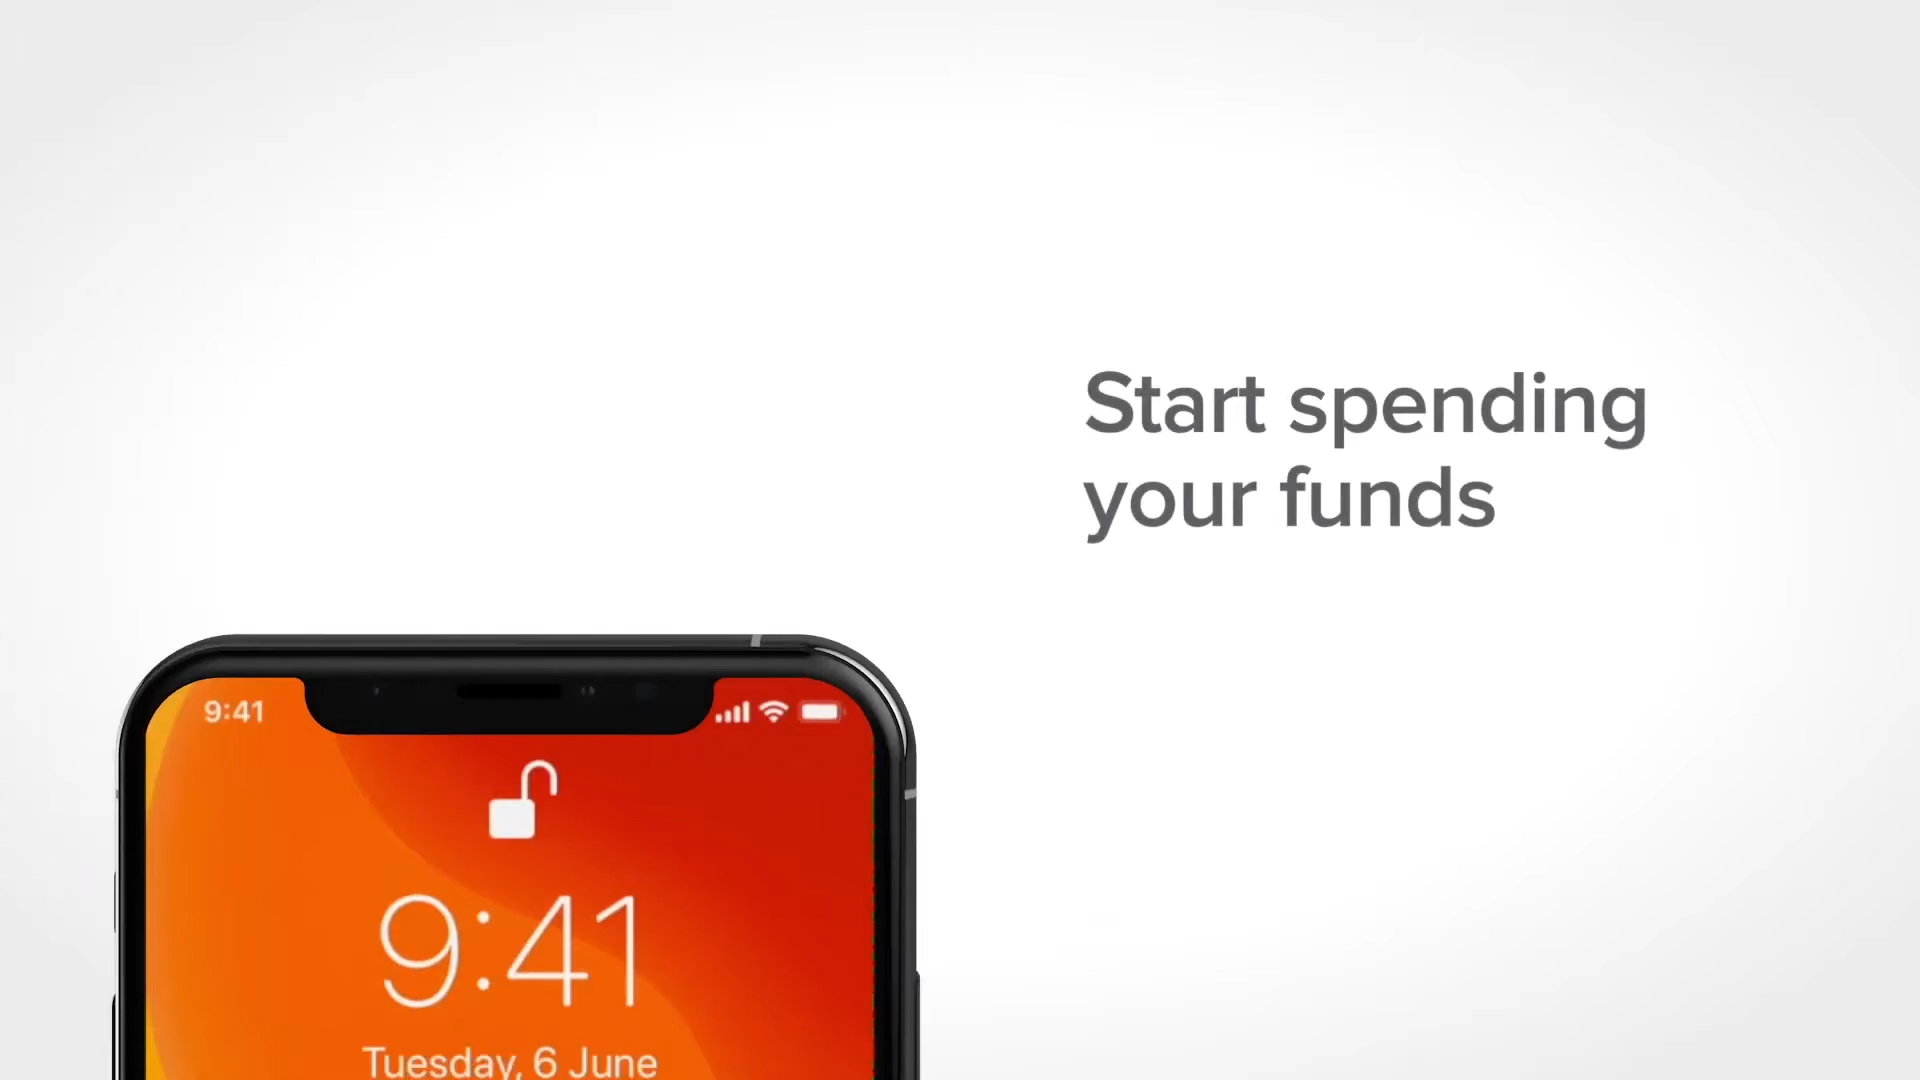 Start spending
your funds
9:41
9:41
Tuesday, 6 June